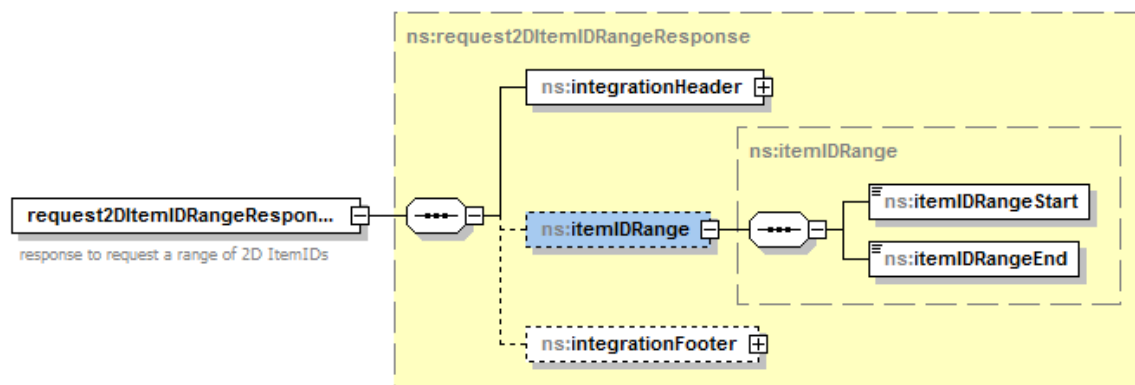 ns:request2DItemIDRangeResponse
ns:integrationHeader
ns:itemIDRange
ns:itemIDRangeStart
request2DItemIDRangeRespon...
ns:itemIDRange
response to request a range of 2D ItemIDs
ns:itemIDRangeEnd
ns:integrationFooter